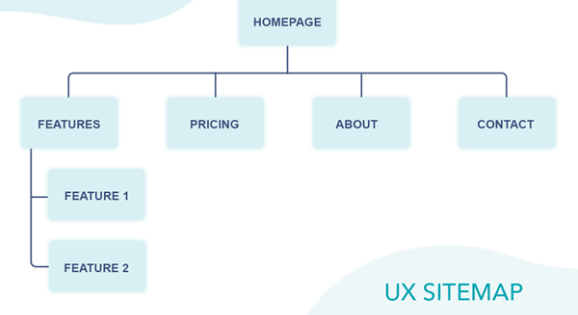 HOMEPAGE
FEATURES
PRICING
ABOUT
CONTACT
FEATURE 1
FEATURE 2
UX SITEMAP